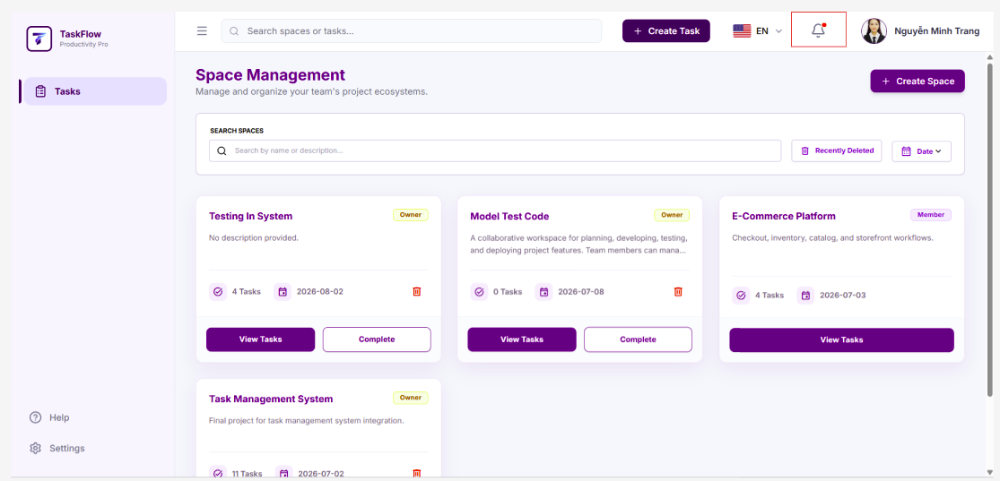 TaskFlow
Productivity Pro
Search spaces or tasks...
+ Create Task
EN
Nguyễn Minh Trang
Tasks
Space Management
Manage and organize your team's project ecosystems.
+ Create Space
SEARCH SPACES
Search by name or description...
Recently Deleted
Date
Testing In System
Owner
No description provided.
4 Tasks
2026-08-02
View Tasks
Complete
Model Test Code
Owner
A collaborative workspace for planning, developing, testing,
and deploying project features. Team members can mana...
0 Tasks
2026-07-08
View Tasks
Complete
E-Commerce Platform
Member
Checkout, inventory, catalog, and storefront workflows.
4 Tasks
2026-07-03
View Tasks
Task Management System
Owner
Final project for task management system integration.
11 Tasks
2026-07-02
Help
Settings